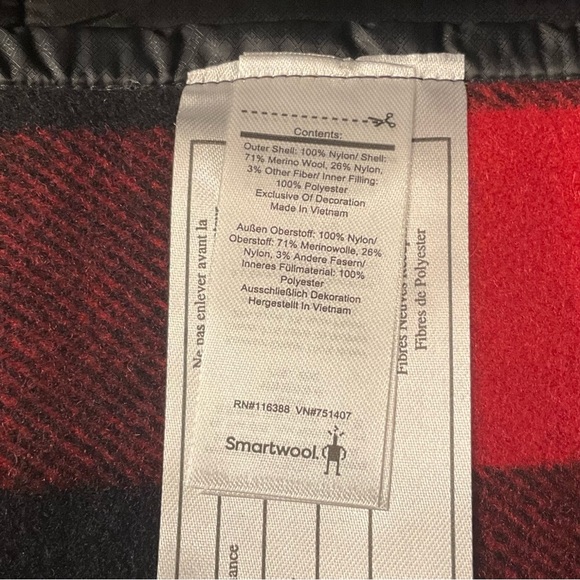 Contents:
Outer Shell: 100% Nylon/ Shell:
71% Merino Wool, 26% Nylon,
3% Other Fiber/ Inner Filling:
100% Polyester
Exclusive Of Decoration
Made In Vietnam
Außen Oberstoff: 100% Nylon/
Oberstoff: 71% Merinowolle, 26%
Nylon, 3% Andere Fasern/
Inneres Füllmaterial: 100%
Polyester
Ausschließlich Dekoration
Hergestellt In Vietnam
RN#116388 VN#751407
Smartwool
Ne pas enlever avant la
Fibres Neuves
Fibres de Polyester